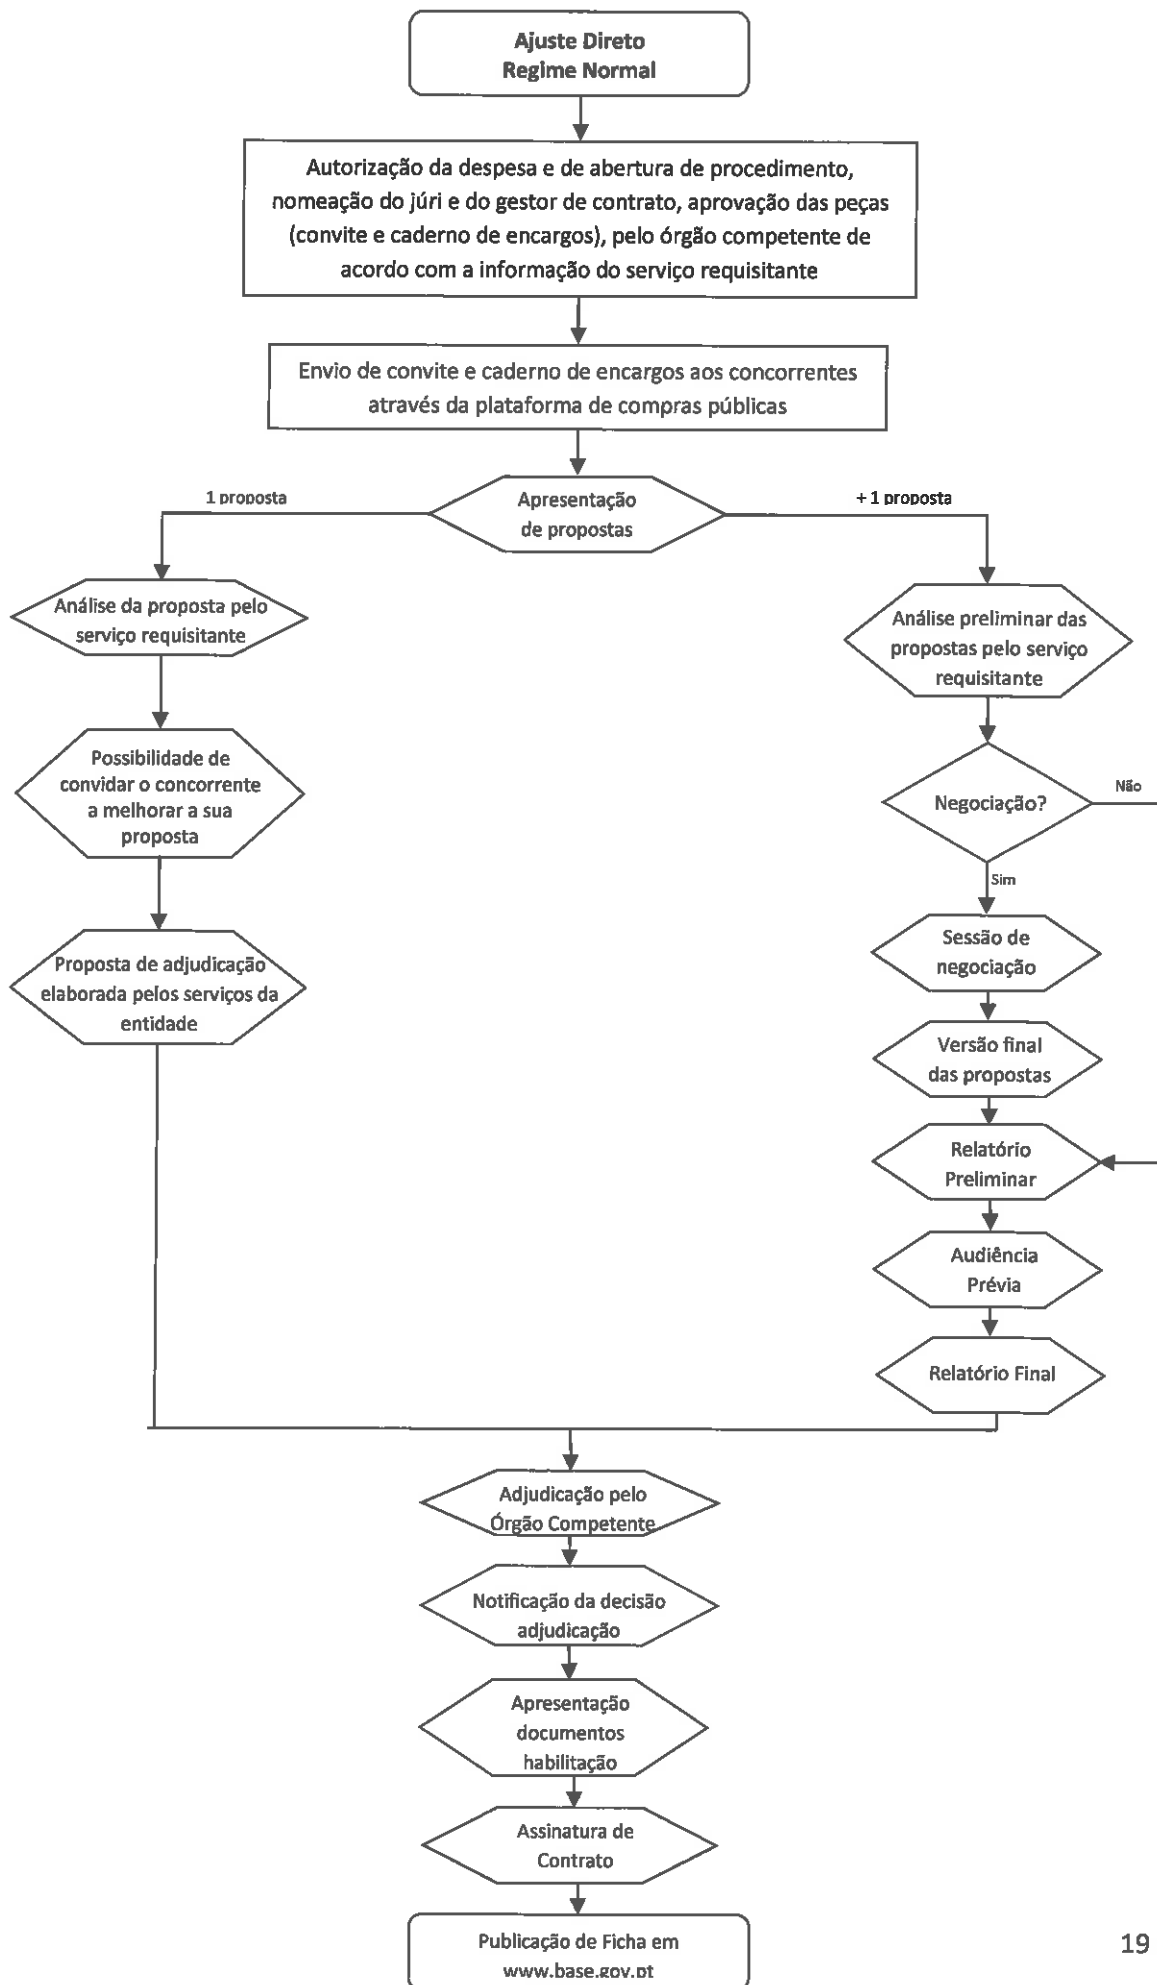 Ajuste Direto
Regime Normal
Autorização da despesa e de abertura de procedimento,
nomeação do júri e do gestor de contrato, aprovação das peças
(convite e caderno de encargos), pelo órgão competente de
acordo com a informação do serviço requisitante
Envio de convite e caderno de encargos aos concorrentes
através da plataforma de compras públicas
Apresentação
de propostas
1 proposta
+ 1 proposta
Análise da proposta pelo
serviço requisitante
Possibilidade de
convidar o concorrente
a melhorar a sua
proposta
Proposta de adjudicação
elaborada pelos serviços da
entidade
Análise preliminar das
propostas pelo serviço
requisitante
Negociação?
Não
Sim
Sessão de
negociação
Versão final
das propostas
Relatório
Preliminar
Audiência
Prévia
Relatório Final
Adjudicação pelo
Órgão Competente
Notificação da decisão
adjudicação
Apresentação
documentos
habilitação
Assinatura de
Contrato
Publicação de Ficha em
www.base.gov.pt
19